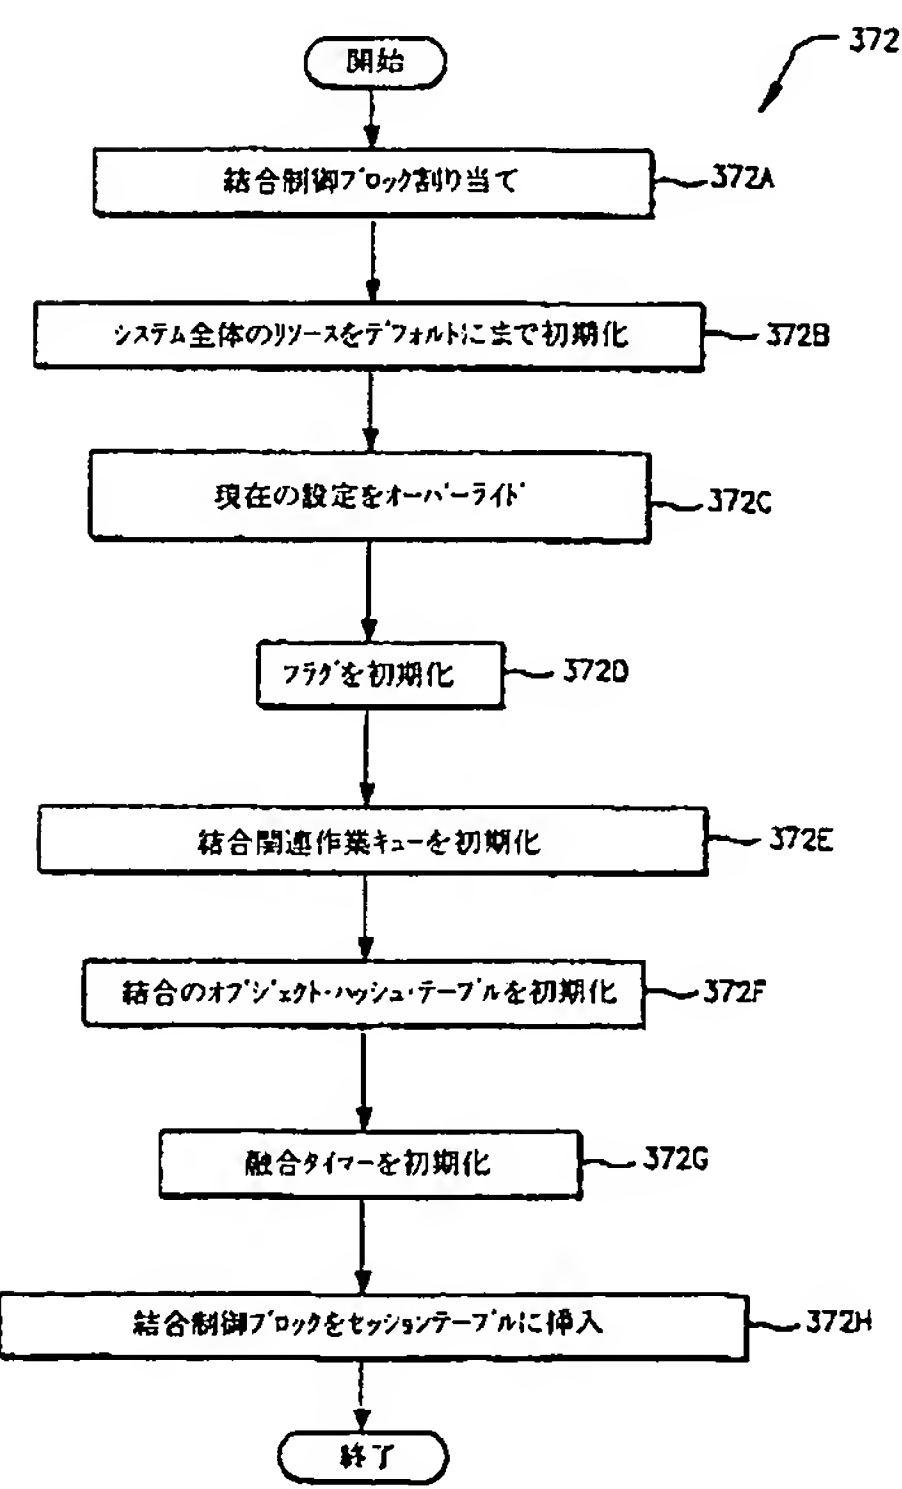 372
開始
結合制御ブロック割り当て
372A
システム全体のリソースをデフォルトにまで初期化
372B
現在の設定をオーバーライド
372C
フラグを初期化
372D
結合関連作業キューを初期化
372E
結合のオブジェクト・ハッシュ・テーブルを初期化
372F
融合タイマーを初期化
372G
結合制御ブロックをセッションテーブルに挿入
372H
終了